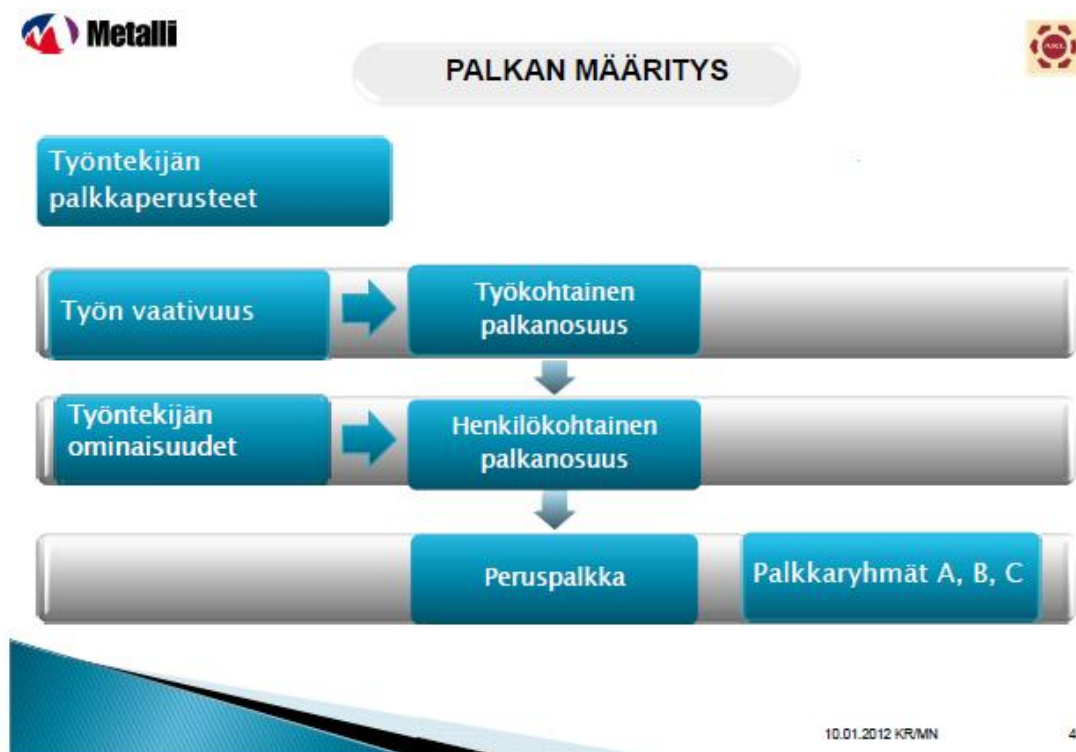 Metalli
AKL
PALKAN MÄÄRITYS
Työntekijän
palkkaperusteet
Työn vaativuus
Työkohtainen
palkanosuus
Työntekijän
ominaisuudet
Henkilökohtainen
palkanosuus
Peruspalkka
Palkkaryhmät A, B, C
10.01.2012 KR/MN
4